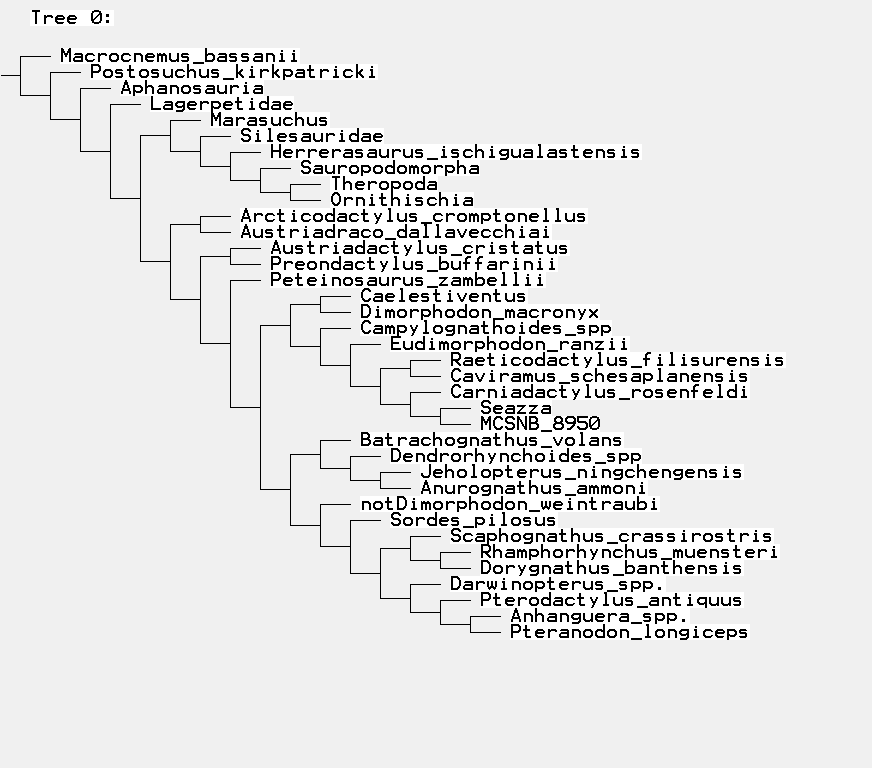 Tree 0:
Macrocnemus_bassanii
Postosuchus_kirkpatricki
Aphanosauria
Lagerpetidae
Marasuchus
Silesauridae
Herrerasaurus_ischigualastensis
Sauropodomorpha
Theropoda
Ornithischia
Arcticodactylus_cromptonellus
Austriadraco_dallavecchiai
Austriadactylus_cristatus
Preondactylus_buffarinii
Peteinosaurus_zambellii
Caelestiventus
Dimorphodon_macronyx
Campylognathoides_spp
Eudimorphodon_ranzii
Raeticodactylus_filisurensis
Caviramus_schesaplanensis
Carniadactylus_rosenfeldi
Seazza
MCSNB_8950
Batrachognathus_volans
Dendrorhynchoides_spp
Jeholopterus_ningchengensis
Anurognathus_ammoni
notDimorphodon_weintraubi
Sordes_pilosus
Scaphognathus_crassirostris
Rhamphorhynchus_muensteri
Dorygnathus_banthensis
Darwinopterus_spp.
Pterodactylus_antiquus
Anhanguera_spp.
Pteranodon_longiceps